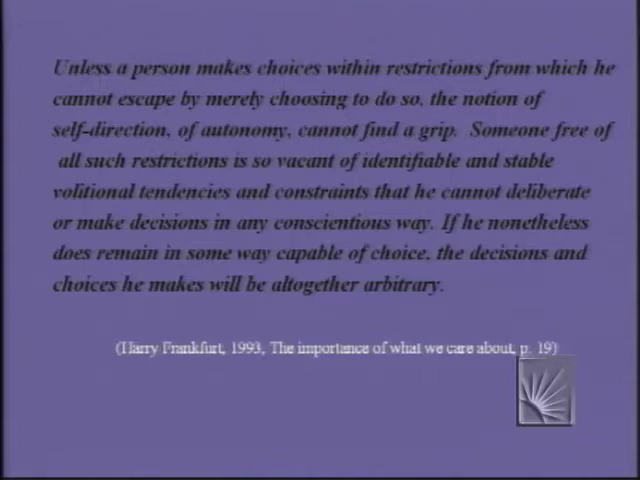 Unless a person makes choices within restrictions from which he
cannot escape by merely choosing to do so, the notion of
self-direction, of autonomy, cannot find a grip. Someone free of
all such restrictions is so vacant of identifiable and stable
volitional tendencies and constraints that he cannot deliberate
or make decisions in any conscientious way. If he nonetheless
does remain in some way capable of choice, the decisions and
choices he makes will be altogether arbitrary.
(Harry Frankfurt, 1993, The importance of what we care about, p. 19)